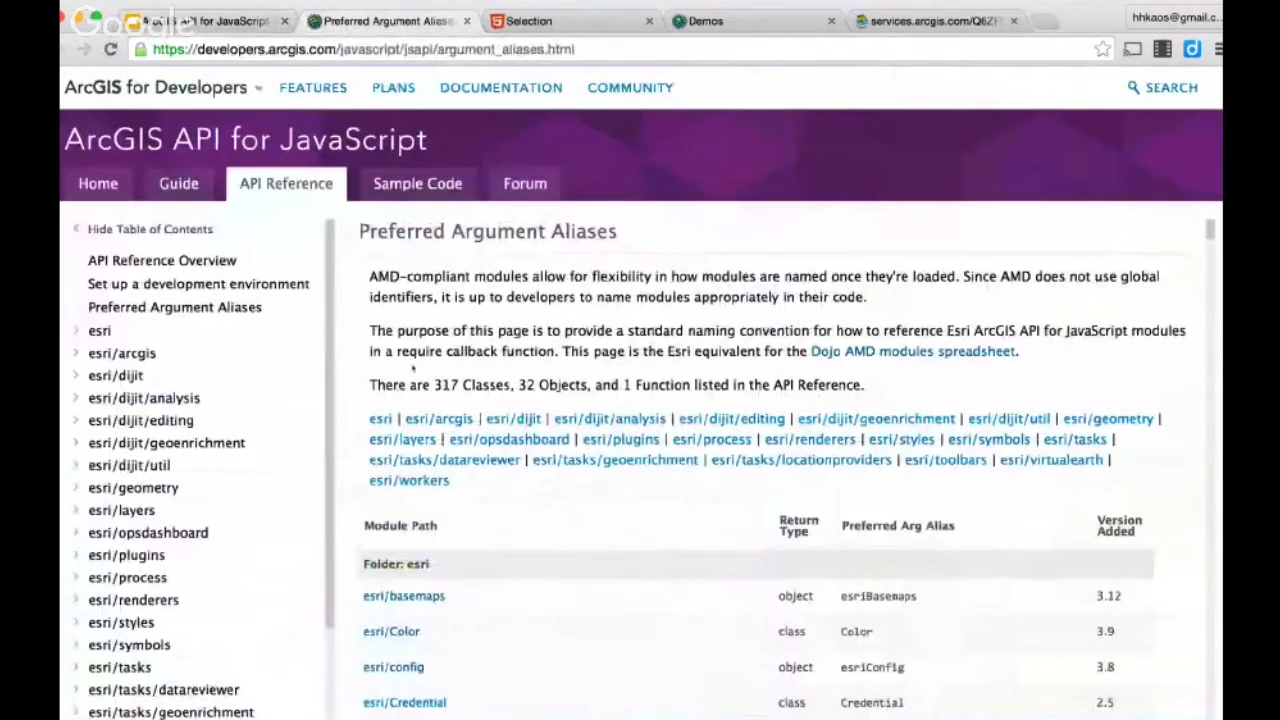 ArcGIS API for JavaScript
Preferred Argument Aliases
Selection
Demos
services.arcgis.com/Q6ZF
hhkaos@gmail.c...
Google
https://developers.arcgis.com/javascript/jsapi/argument_aliases.html
ArcGIS for Developers
FEATURES
PLANS
DOCUMENTATION
COMMUNITY
SEARCH
ArcGIS API for JavaScript
Home
Guide
API Reference
Sample Code
Forum
Hide Table of Contents
API Reference Overview
Set up a development environment
Preferred Argument Aliases
esri
esri/arcgis
esri/dijit
esri/dijit/analysis
esri/dijit/editing
esri/dijit/geoenrichment
esri/dijit/util
esri/geometry
esri/layers
esri/opsdashboard
esri/plugins
esri/process
esri/renderers
esri/styles
esri/symbols
esri/tasks
esri/tasks/datareviewer
esri/tasks/geoenrichment
Preferred Argument Aliases
AMD-compliant modules allow for flexibility in how modules are named once they're loaded. Since AMD does not use global
identifiers, it is up to developers to name modules appropriately in their code.
The purpose of this page is to provide a standard naming convention for how to reference Esri ArcGIS API for JavaScript modules
in a require callback function. This page is the Esri equivalent for the Dojo AMD modules spreadsheet.
There are 317 Classes, 32 Objects, and 1 Function listed in the API Reference.
esri | esri/arcgis | esri/dijit | esri/dijit/analysis | esri/dijit/editing | esri/dijit/geoenrichment | esri/dijit/util | esri/geometry |
esri/layers | esri/opsdashboard | esri/plugins | esri/process | esri/renderers | esri/styles | esri/symbols | esri/tasks |
esri/tasks/datareviewer | esri/tasks/geoenrichment | esri/tasks/locationproviders | esri/toolbars | esri/virtualearth |
esri/workers
Module Path
Return
Type
Preferred Arg Alias
Version
Added
Folder: esri
esri/basemaps object esriBasemaps 3.12
esri/Color class Color 3.9
esri/config object esriConfig 3.8
esri/Credential class Credential 2.5